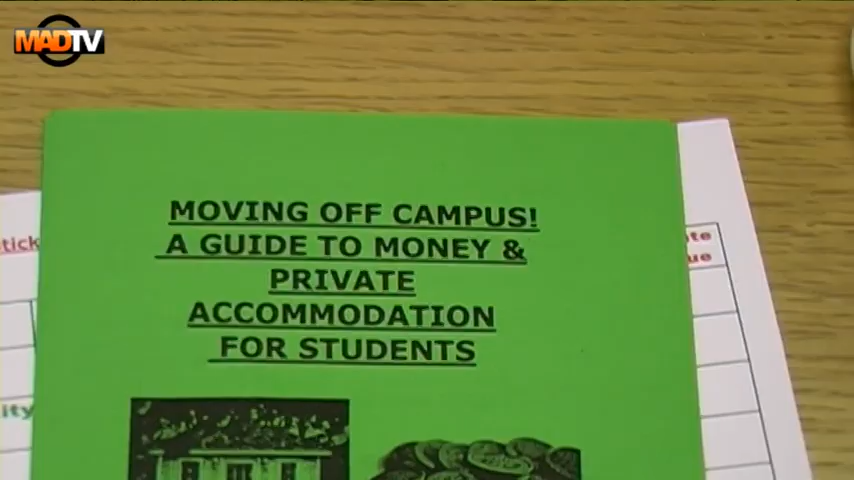 MADTV
MOVING OFF CAMPUS!
A GUIDE TO MONEY &
PRIVATE
ACCOMMODATION
FOR STUDENTS